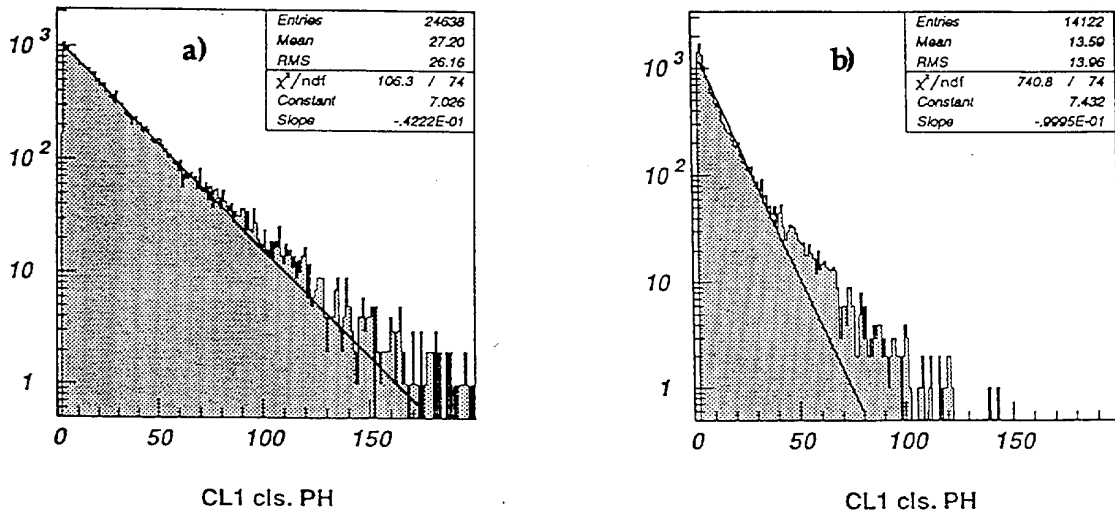 a)
Entries 24638
Mean 27.20
RMS 26.16
χ²/ndf 106.3 / 74
Constant 7.026
Slope -.4222E-01
10³
10²
10
1
0 50 100 150
CL1 cls. PH
b)
Entries 14122
Mean 13.59
RMS 13.96
χ²/ndf 740.8 / 74
Constant 7.432
Slope -.9995E-01
10³
10²
10
1
0 50 100 150
CL1 cls. PH